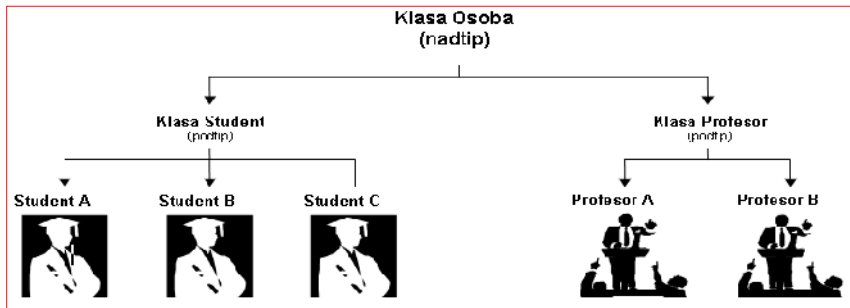 Klasa Osoba
(nadtip)
Klasa Student
(podtip)
Klasa Profesor
(podtip)
Student A
Student B
Student C
Profesor A
Profesor B